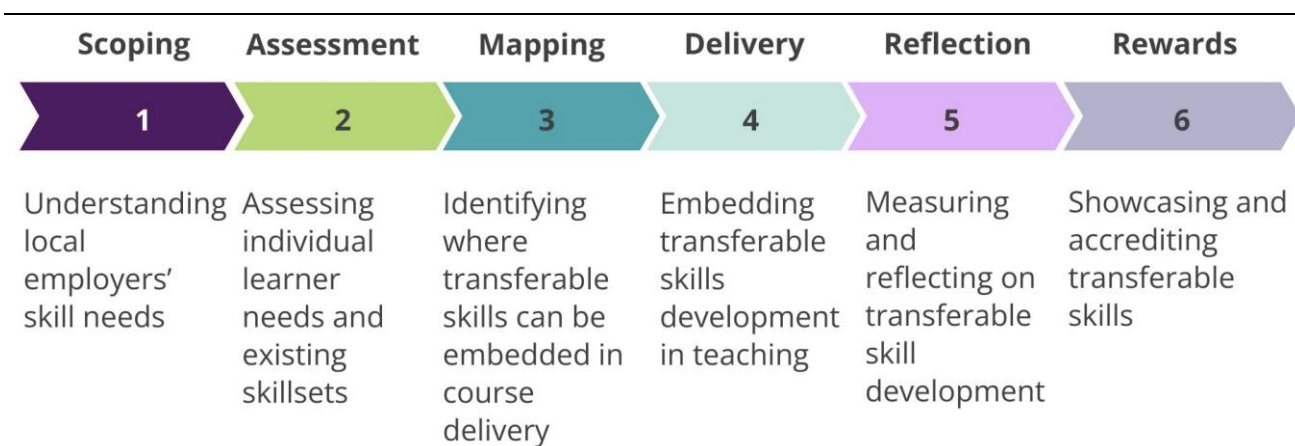 Scoping
Assessment
Mapping
Delivery
Reflection
Rewards
1
2
3
4
5
6
Understanding
local
employers’
skill needs
Assessing
individual
learner
needs and
existing
skillsets
Identifying
where
transferable
skills can be
embedded in
course
delivery
Embedding
transferable
skills
development
in teaching
Measuring
and
reflecting on
transferable
skill
development
Showcasing and
accrediting
transferable
skills